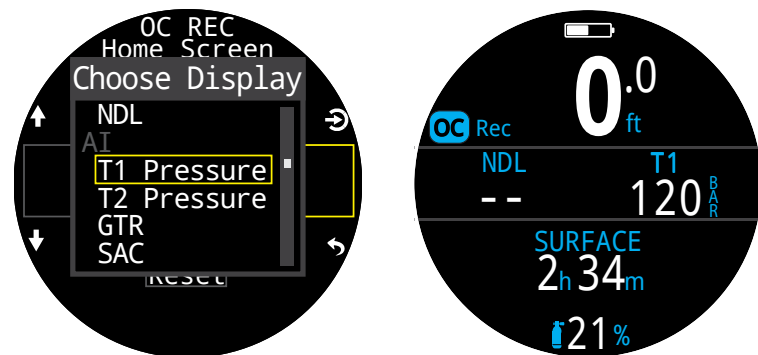 OC REC
Home Screen
Choose Display
NDL
AI
T1 Pressure
T2 Pressure
GTR
SAC
Reset
0.0
ft
OC Rec
NDL
T1
--
120 BAR
SURFACE
2h 34m
21%